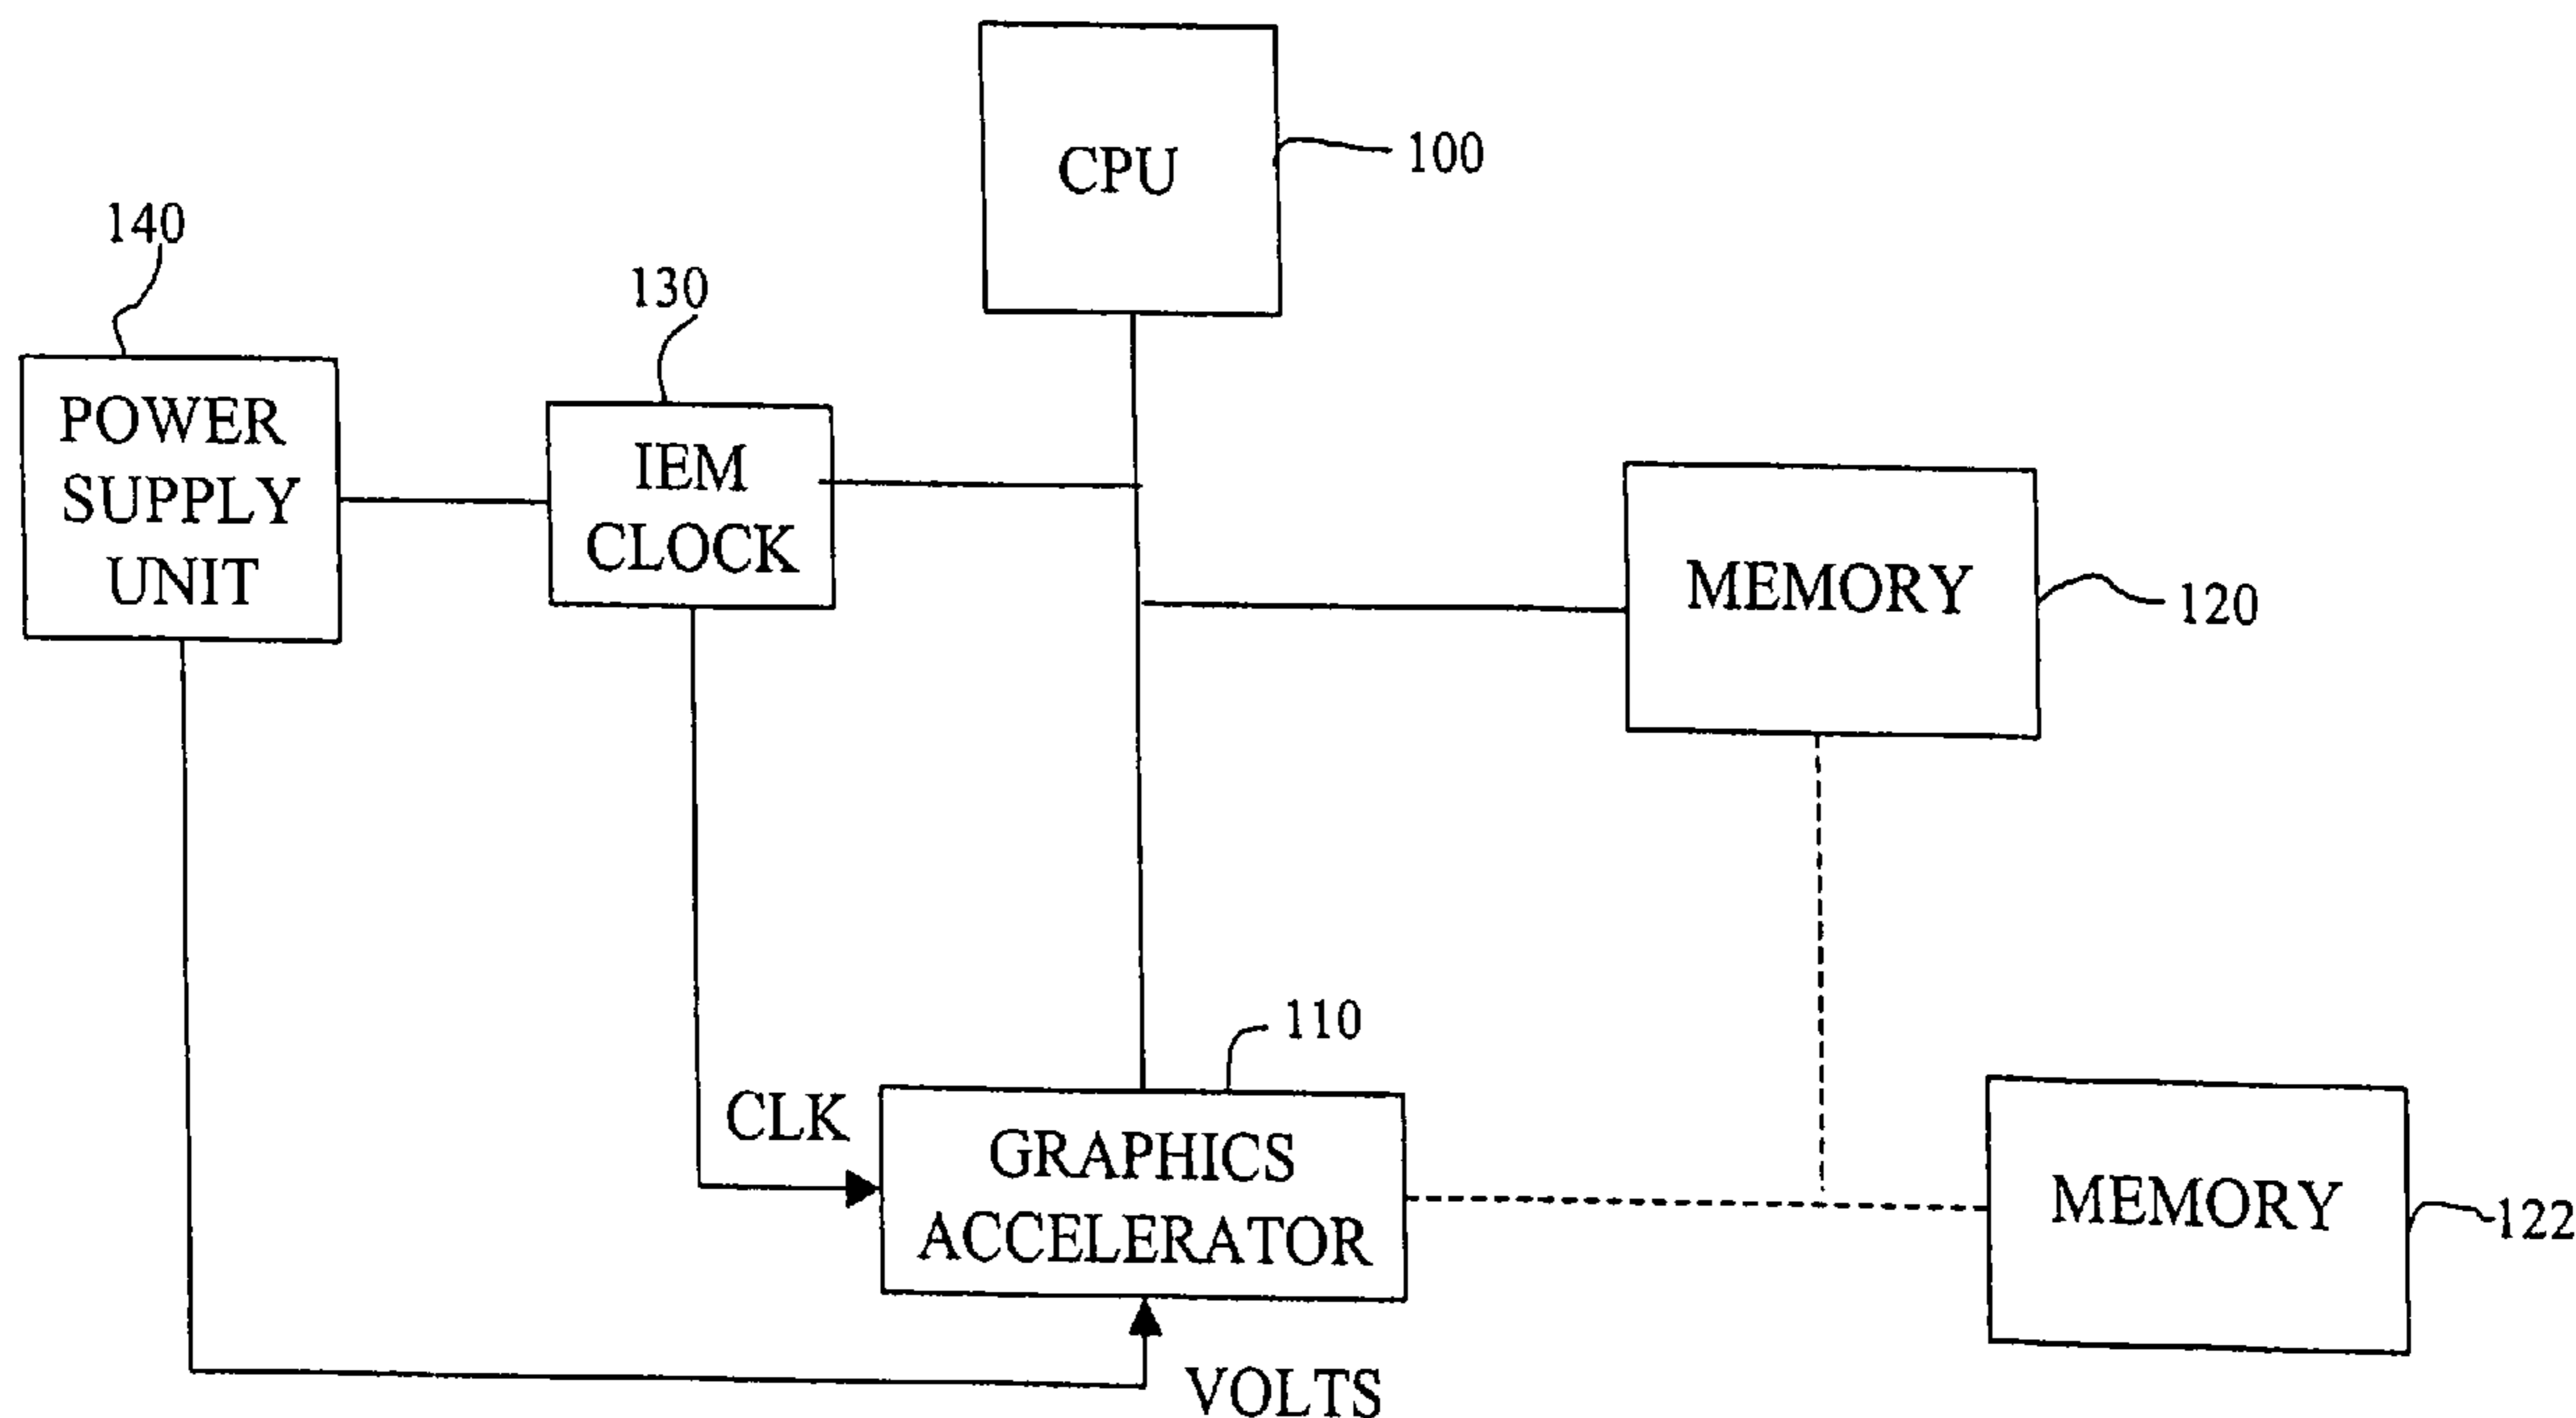 CPU
100
140
130
POWER
SUPPLY
UNIT
IEM
CLOCK
MEMORY
120
110
CLK
GRAPHICS
ACCELERATOR
MEMORY
122
VOLTS